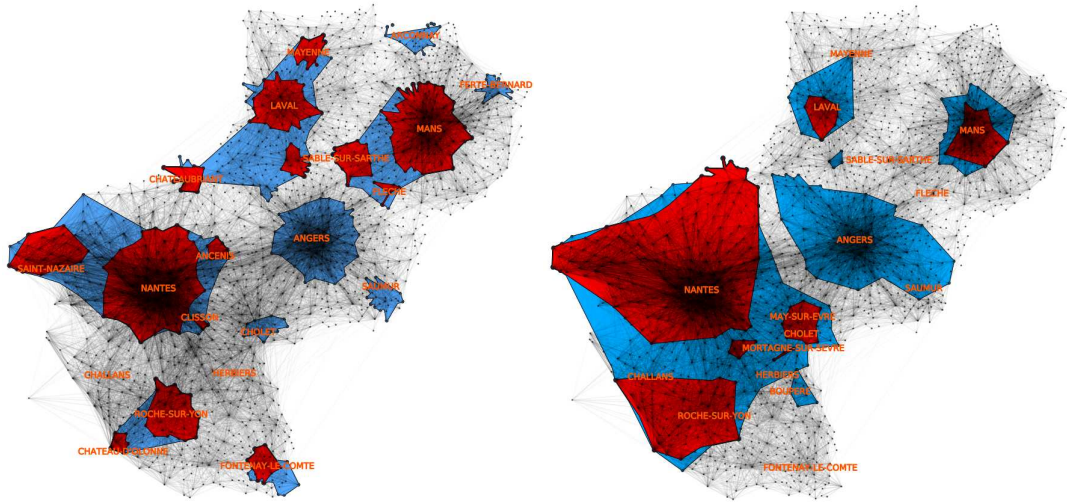 MAYENNE
FERTE-BERNARD
LAVAL
MANS
SABLE-SUR-SARTHE
CHATEAUBRIANT
FLECHE
ANGERS
ANCENIS
SAINT-NAZAIRE
SAUMUR
NANTES
CLISSON
CHOLET
CHALLANS
HERBIERS
ROCHE-SUR-YON
CHATEAU-D'OLONNE
FONTENAY-LE-COMTE
MAYENNE
LAVAL
MANS
SABLE-SUR-SARTHE
FLECHE
ANGERS
SAUMUR
NANTES
MAY-SUR-EVRE
CHOLET
MORTAGNE-SUR-SEVRE
CHALLANS
HERBIERS
BOUPERE
ROCHE-SUR-YON
FONTENAY-LE-COMTE